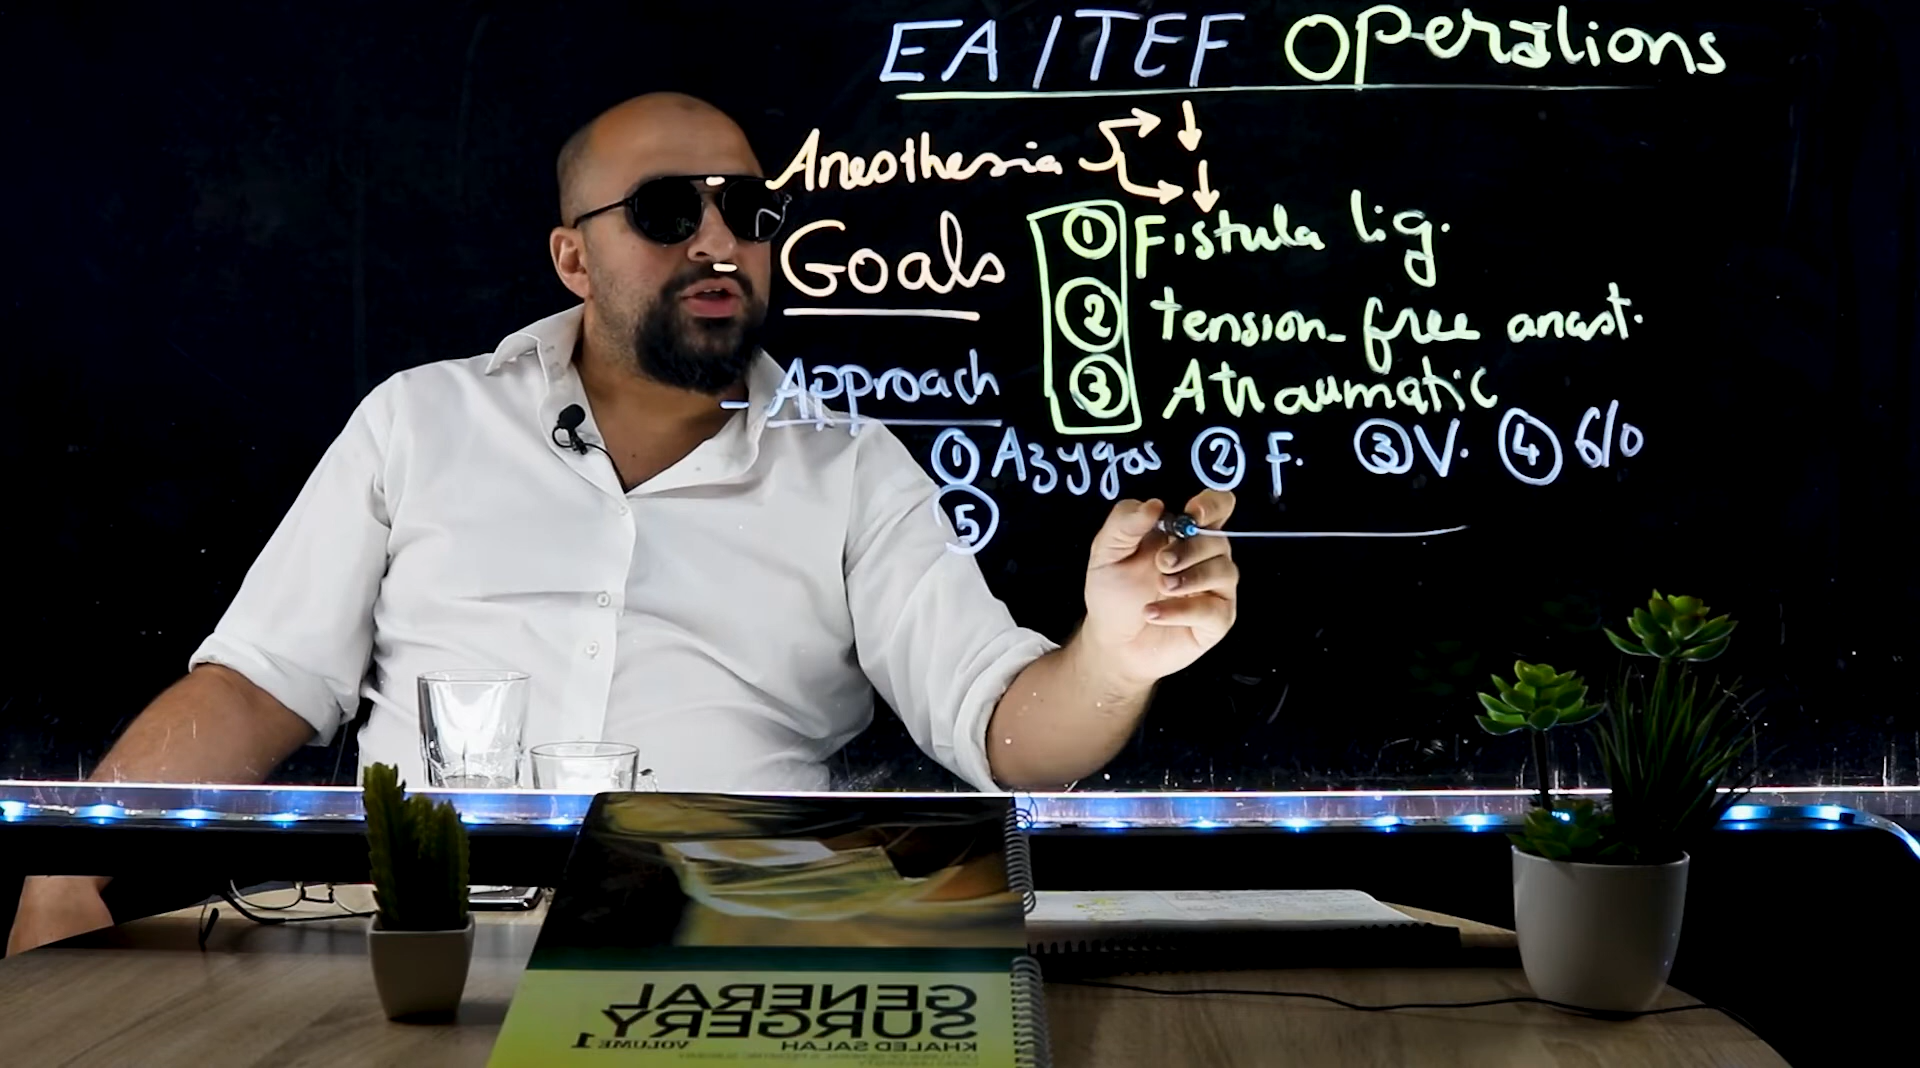 EA/TEF Operations
Anesthesia
Goals
① Fistula lig.
② tension-free anast.
③ Atraumatic
- Approach
① Azygos ② F. ③ V. ④ 6/0
⑤
GENERAL
SURGERY
KHALED SALAH VOLUME 1